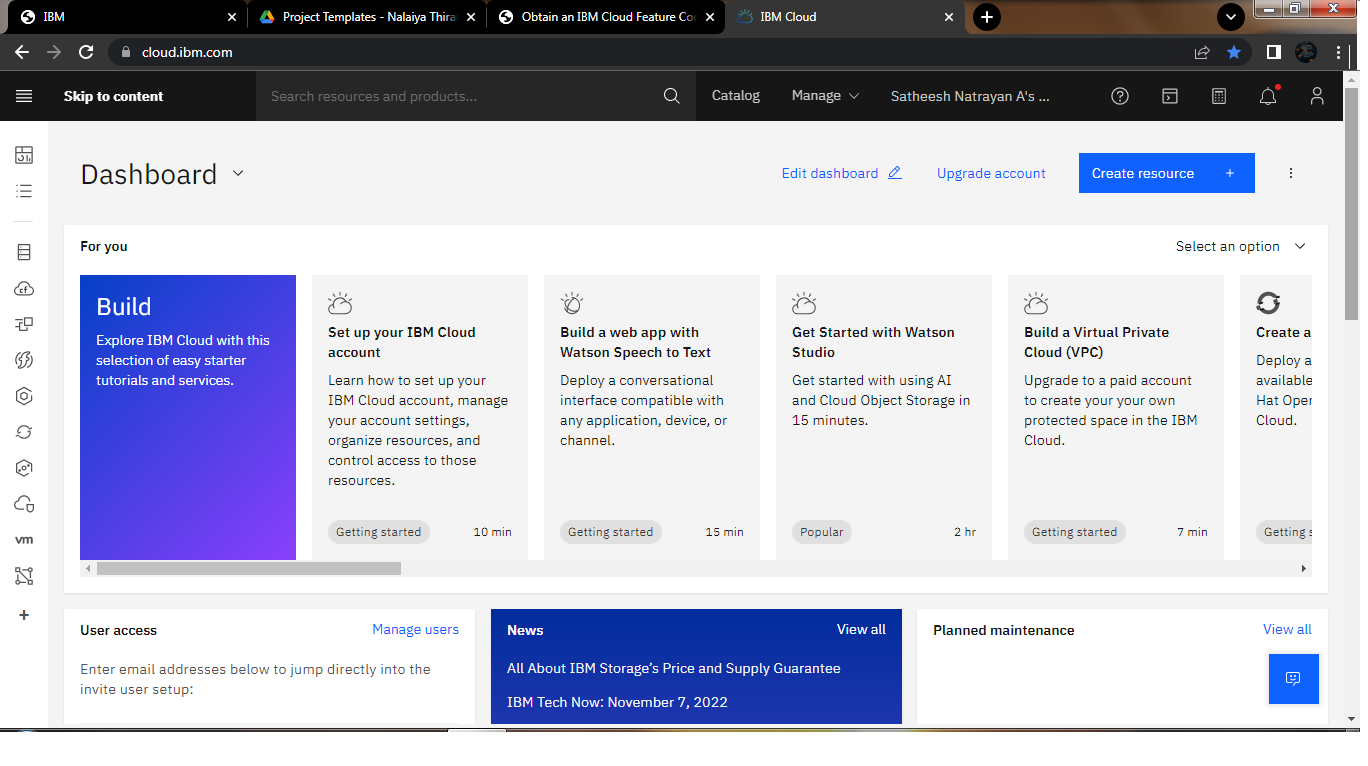 IBM
Project Templates - Nalaiya Thira
Obtain an IBM Cloud Feature Co
IBM Cloud
cloud.ibm.com
Skip to content
Search resources and products...
Catalog
Manage
Satheesh Natrayan A's ...
Dashboard
Edit dashboard
Upgrade account
Create resource +
For you
Select an option
Build
Explore IBM Cloud with this
selection of easy starter
tutorials and services.
Set up your IBM Cloud
account
Learn how to set up your
IBM Cloud account, manage
your account settings,
organize resources, and
control access to those
resources.
Getting started
10 min
Build a web app with
Watson Speech to Text
Deploy a conversational
interface compatible with
any application, device, or
channel.
Getting started
15 min
Get Started with Watson
Studio
Get started with using AI
and Cloud Object Storage in
15 minutes.
Popular
2 hr
Build a Virtual Private
Cloud (VPC)
Upgrade to a paid account
to create your your own
protected space in the IBM
Cloud.
Getting started
7 min
Create a
Deploy a
available
Hat Oper
Cloud.
Getting s
cf
vm
User access
Manage users
Enter email addresses below to jump directly into the
invite user setup:
News
View all
All About IBM Storage’s Price and Supply Guarantee
IBM Tech Now: November 7, 2022
Planned maintenance
View all